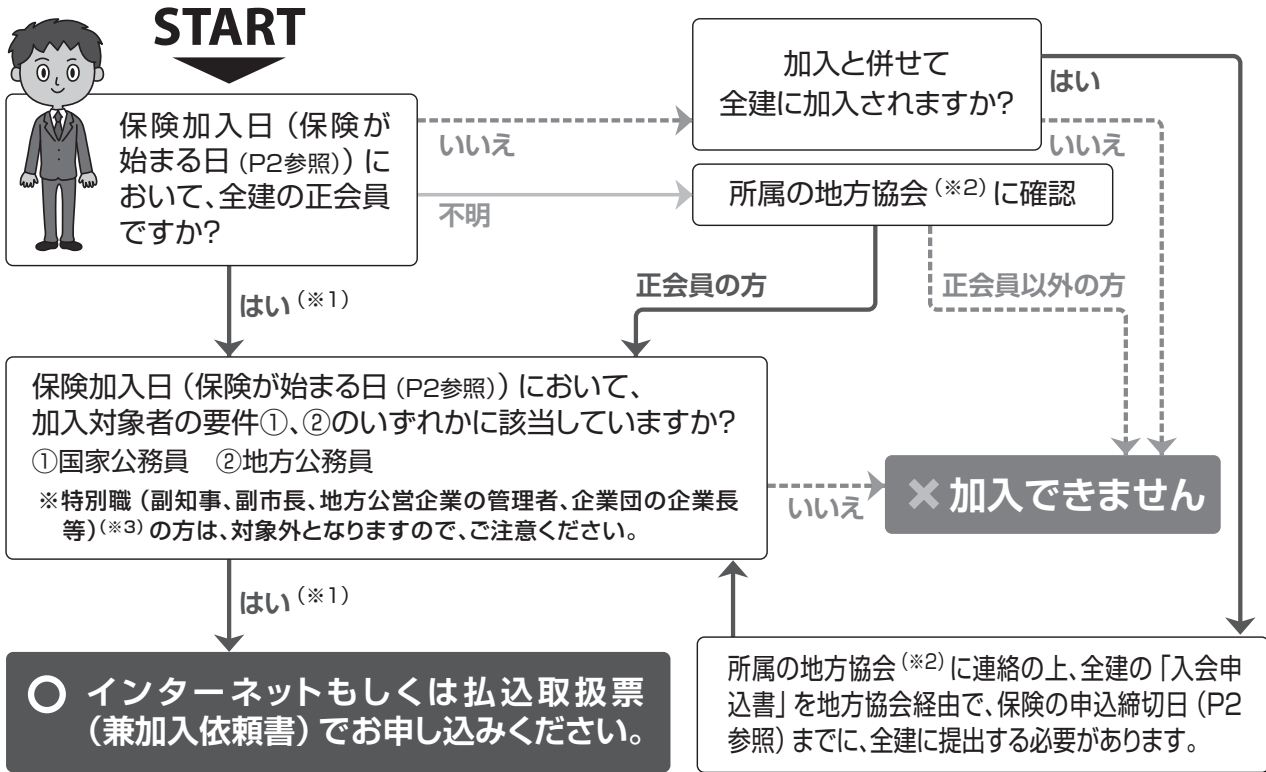 START
保険加入日（保険が
始まる日（P2参照））に
おいて、全建の正会員
ですか？
いいえ
不明
はい（※1）
加入と併せて
全建に加入されますか？
はい
いいえ
所属の地方協会（※2）に確認
正会員の方
正会員以外の方
保険加入日（保険が始まる日（P2参照））において、
加入対象者の要件①、②のいずれかに該当していますか？
①国家公務員　②地方公務員
※特別職（副知事、副市長、地方公営企業の管理者、企業団の企業長
等）（※3）の方は、対象外となりますので、ご注意ください。
いいえ
✖ 加入できません
はい（※1）
○ インターネットもしくは払込取扱票
（兼加入依頼書）でお申し込みください。
所属の地方協会（※2）に連絡の上、全建の「入会申
込書」を地方協会経由で、保険の申込締切日（P2
参照）までに、全建に提出する必要があります。